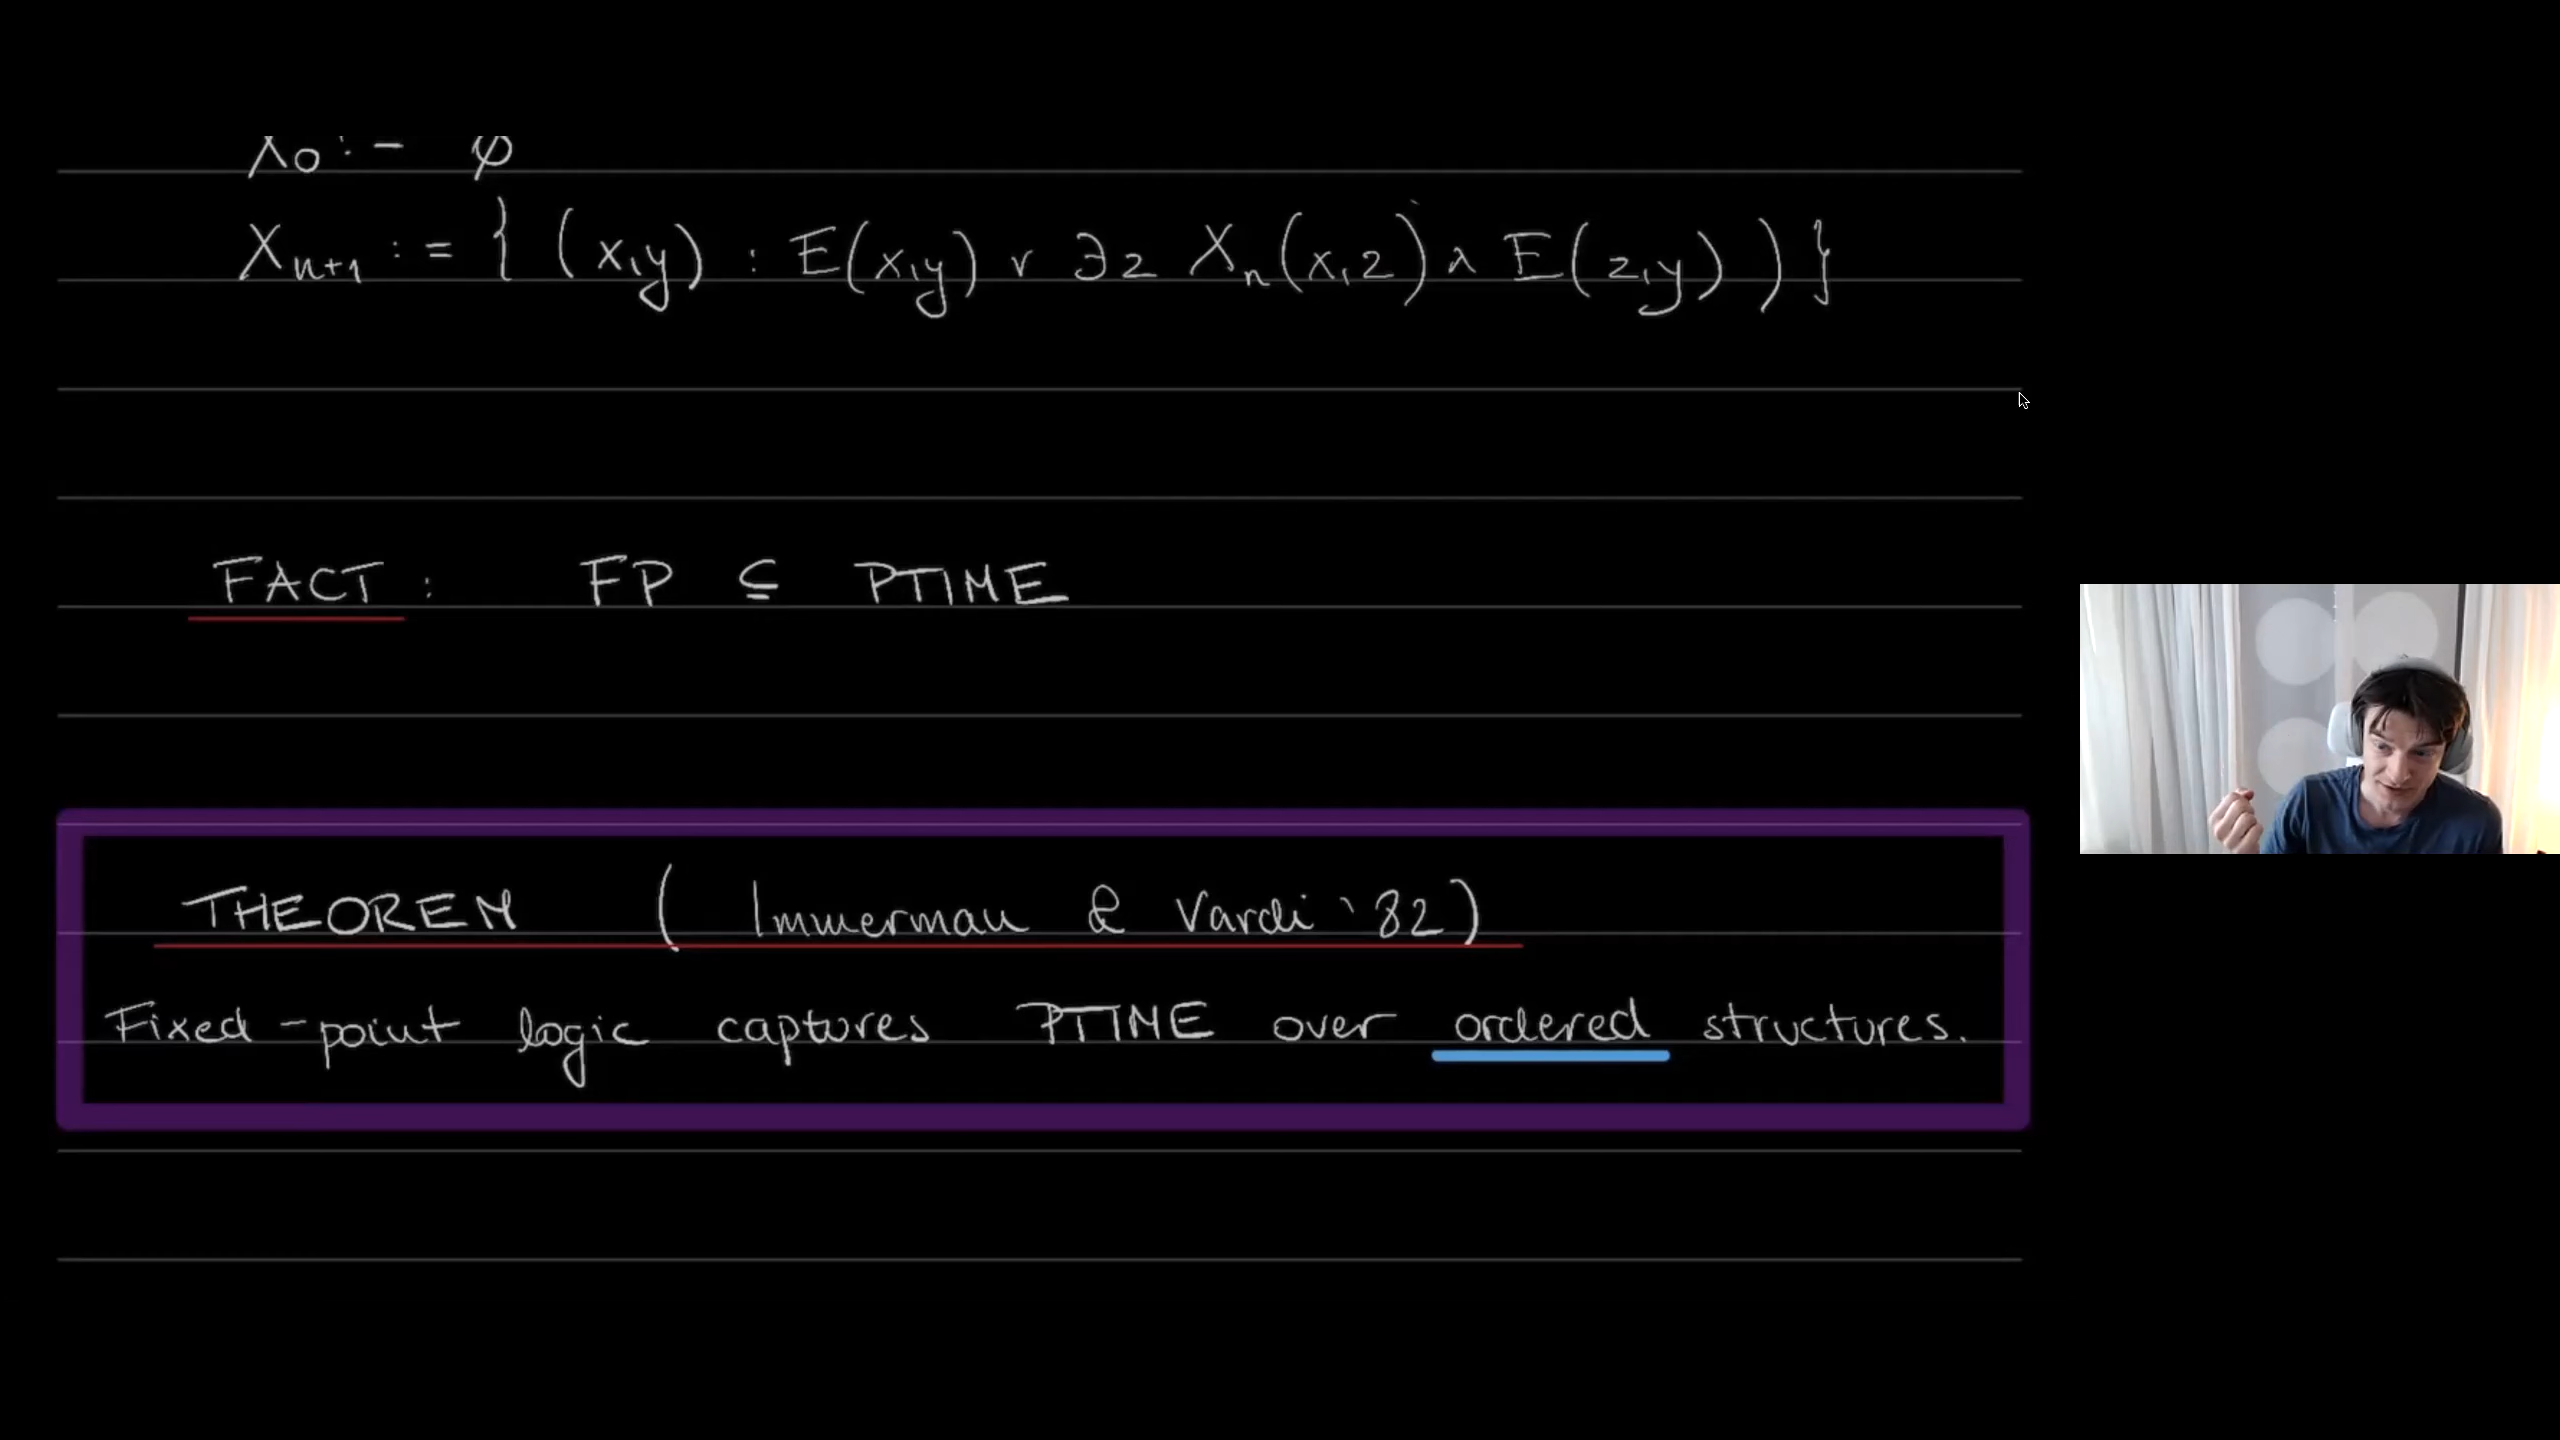 X₀ := ∅
Xₙ₊₁ := { (x,y) : E(x,y) ∨ ∃z Xₙ(x,z) ∧ E(z,y) ) }
FACT : FP ⊆ PTIME
THEOREM ( Immerman & Vardi '82)
Fixed-point logic captures PTIME over ordered structures.